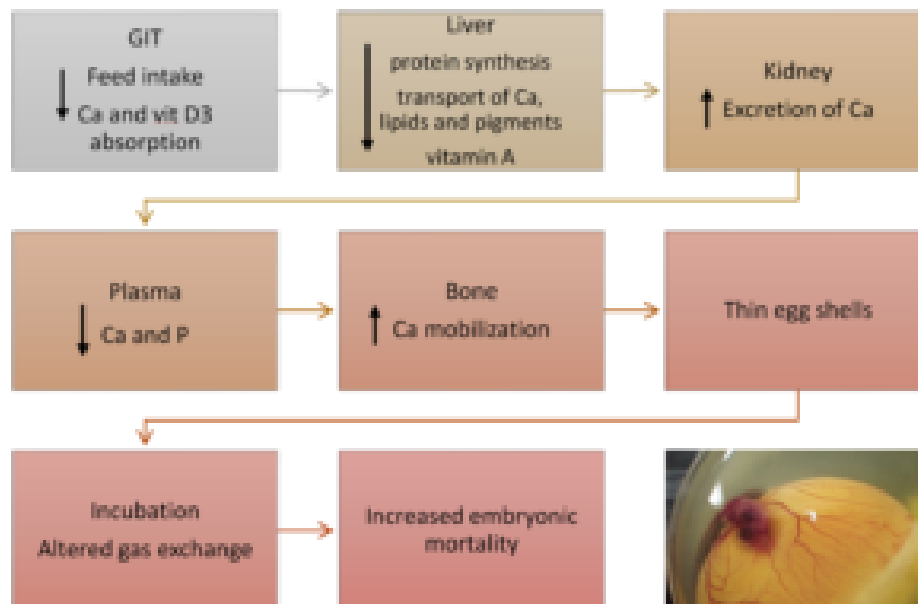 GIT
Feed intake
Ca and vit D3
absorption
Liver
protein synthesis
transport of Ca,
lipids and pigments
vitamin A
Kidney
Excretion of Ca
Plasma
Ca and P
Bone
Ca mobilization
Thin egg shells
Incubation
Altered gas exchange
Increased embryonic
mortality